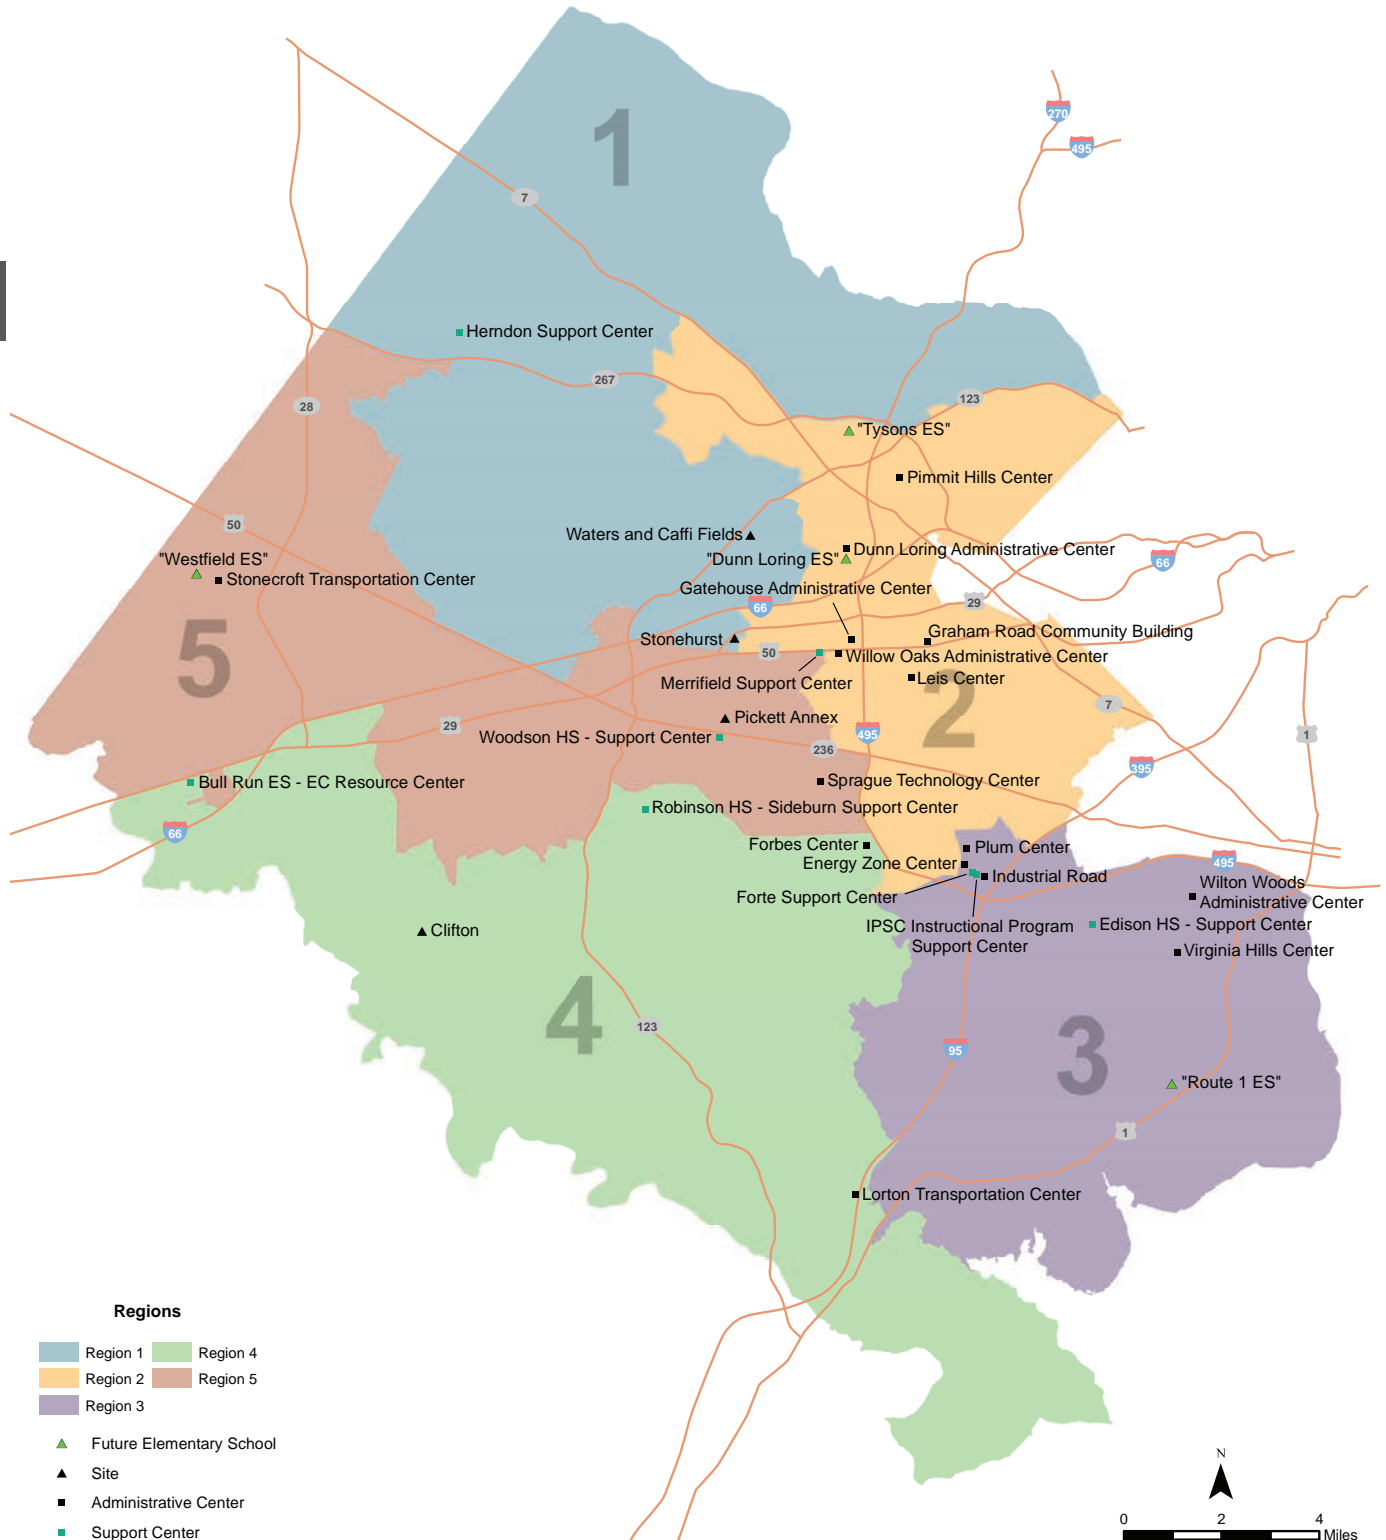 1
270
495
7
Herndon Support Center
267
123
28
"Tysons ES"
Pimmit Hills Center
50
Waters and Caffi Fields
"Westfield ES"
Stonecroft Transportation Center
"Dunn Loring ES"
Dunn Loring Administrative Center
66
Gatehouse Administrative Center
66
29
5
Stonehurst
Graham Road Community Building
50
Willow Oaks Administrative Center
Merrifield Support Center
Leis Center
2
7
Pickett Annex
29
Woodson HS - Support Center
495
236
1
395
Bull Run ES - EC Resource Center
Sprague Technology Center
Robinson HS - Sideburn Support Center
66
Forbes Center
Plum Center
Energy Zone Center
495
Industrial Road
Wilton Woods
Administrative Center
Forte Support Center
IPSC Instructional Program
Support Center
Edison HS - Support Center
Clifton
Virginia Hills Center
4
123
95
3
"Route 1 ES"
1
Lorton Transportation Center
Regions
Region 1
Region 4
Region 2
Region 5
Region 3
Future Elementary School
Site
Administrative Center
Support Center
N
0 2 4
Miles